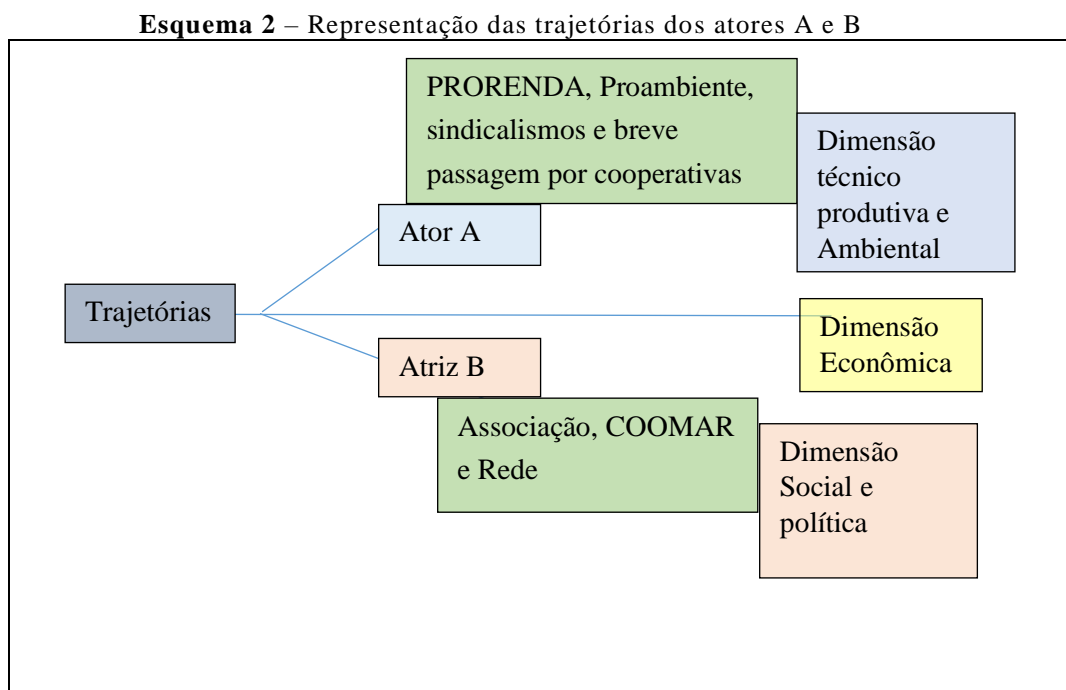 Esquema 2 – Representação das trajetórias dos atores A e B
PRORENDA, Proambiente,
sindicalismos e breve
passagem por cooperativas
Dimensão
técnico
produtiva e
Ambiental
Ator A
Trajetórias
Dimensão
Econômica
Atriz B
Associação, COOMAR
e Rede
Dimensão
Social e
política